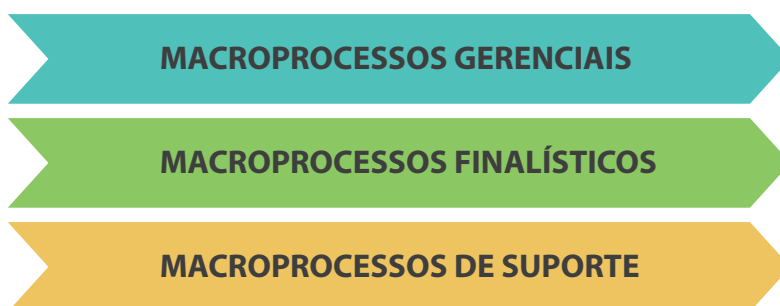 MACROPROCESSOS GERENCIAIS
MACROPROCESSOS FINALÍSTICOS
MACROPROCESSOS DE SUPORTE